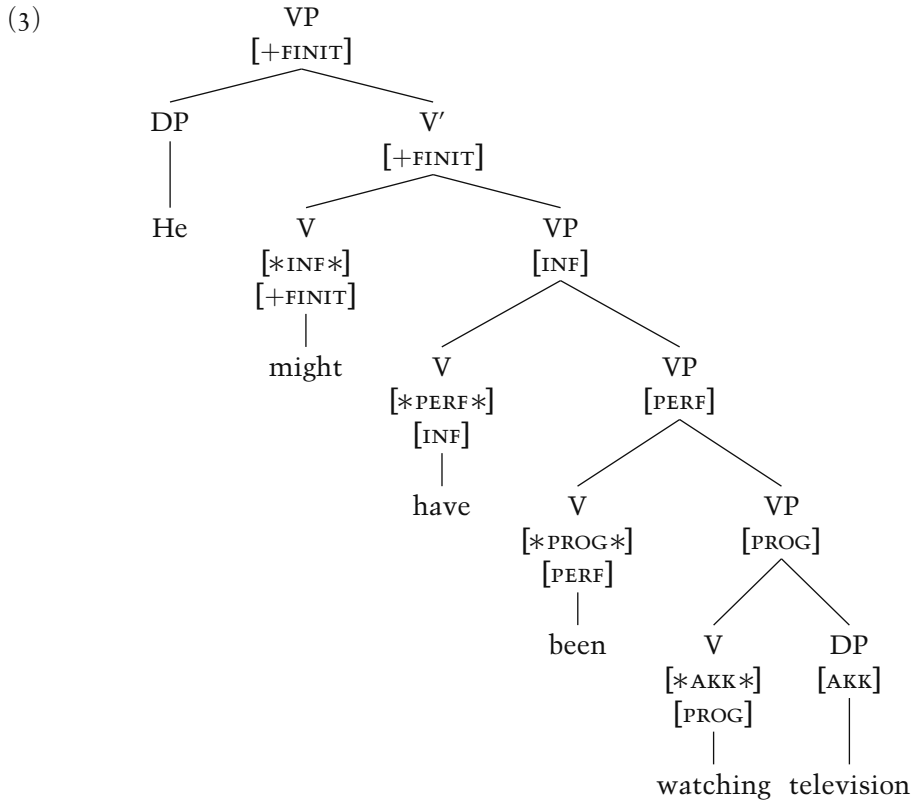 (3)
VP
[+FINIT]
DP
V′
[+FINIT]
He
V
VP
[*INF*]
[INF]
[+FINIT]
might
V
VP
[*PERF*]
[PERF]
[INF]
have
V
VP
[*PROG*]
[PROG]
[PERF]
been
V
DP
[*AKK*]
[AKK]
[PROG]
watching television